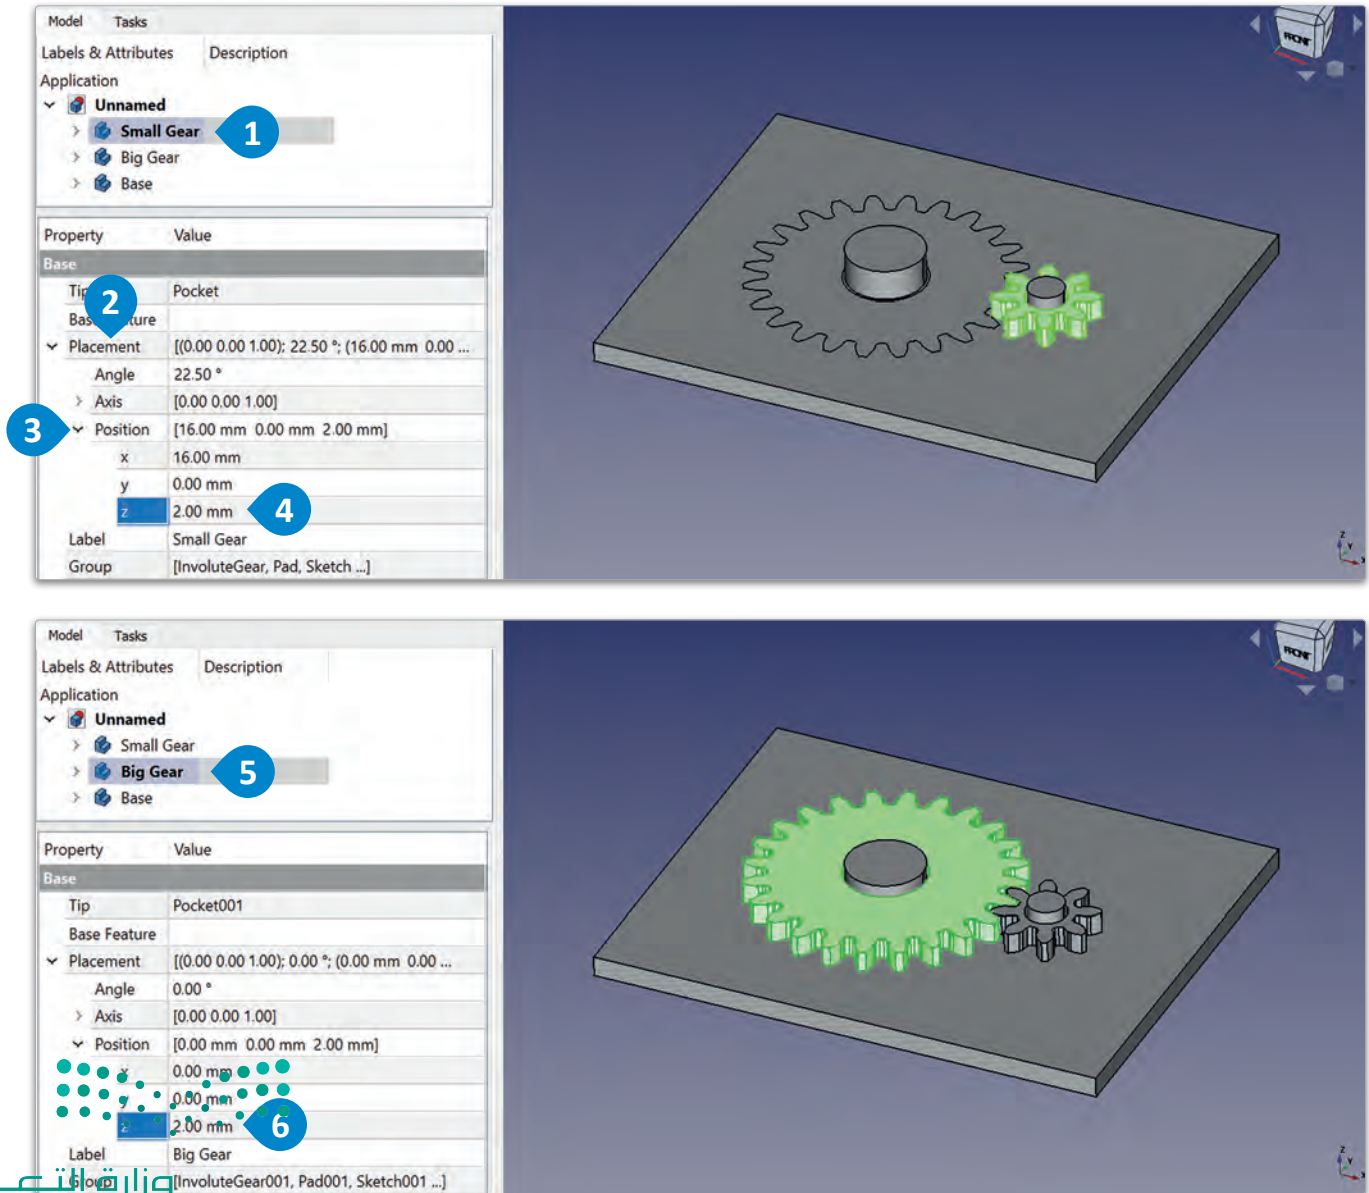 Model Tasks
Labels & Attributes Description
Application
Unnamed
Small Gear 1
Big Gear
Base
Property Value
Base
Tip Pocket
2
Base Feature
Placement [(0.00 0.00 1.00); 22.50 °; (16.00 mm 0.00 ...
Angle 22.50 °
Axis [0.00 0.00 1.00]
3 Position [16.00 mm 0.00 mm 2.00 mm]
x 16.00 mm
y 0.00 mm
z 2.00 mm 4
Label Small Gear
Group [InvoluteGear, Pad, Sketch ...]
FRONT
Z
Y
X
Model Tasks
Labels & Attributes Description
Application
Unnamed
Small Gear
Big Gear 5
Base
Property Value
Base
Tip Pocket001
Base Feature
Placement [(0.00 0.00 1.00); 0.00 °; (0.00 mm 0.00 ...
Angle 0.00 °
Axis [0.00 0.00 1.00]
Position [0.00 mm 0.00 mm 2.00 mm]
x 0.00 mm
y 0.00 mm
z 2.00 mm 6
Label Big Gear
Group [InvoluteGear001, Pad001, Sketch001 ...]
FRONT
Z
Y
X
وزارة